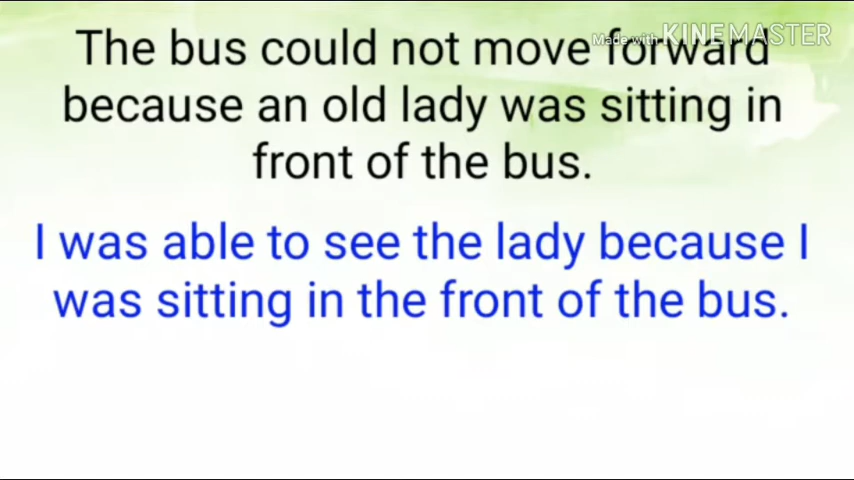 Made with KINEMASTER
The bus could not move forward
because an old lady was sitting in
front of the bus.
I was able to see the lady because I
was sitting in the front of the bus.